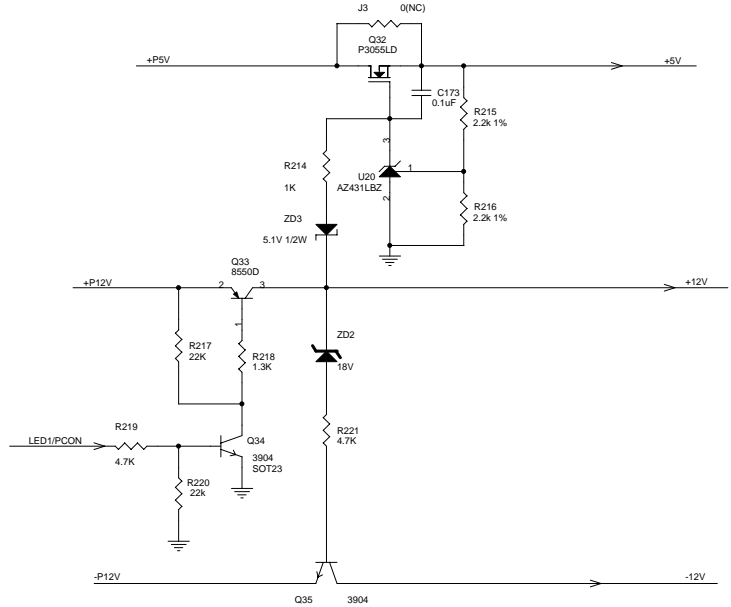 J3 0(NC)
Q32
P3055LD
+P5V
+5V
C173
0.1uF
R215
2.2k 1%
3
R214
1K
U20
AZ431LBZ
1
2
R216
2.2k 1%
ZD3
5.1V 1/2W
Q33
8550D
+P12V
2
3
+12V
1
R217
22K
R218
1.3K
ZD2
18V
R219
LED1/PCON
4.7K
Q34
3904
SOT23
R221
4.7K
R220
22k
-P12V
-12V
Q35 3904